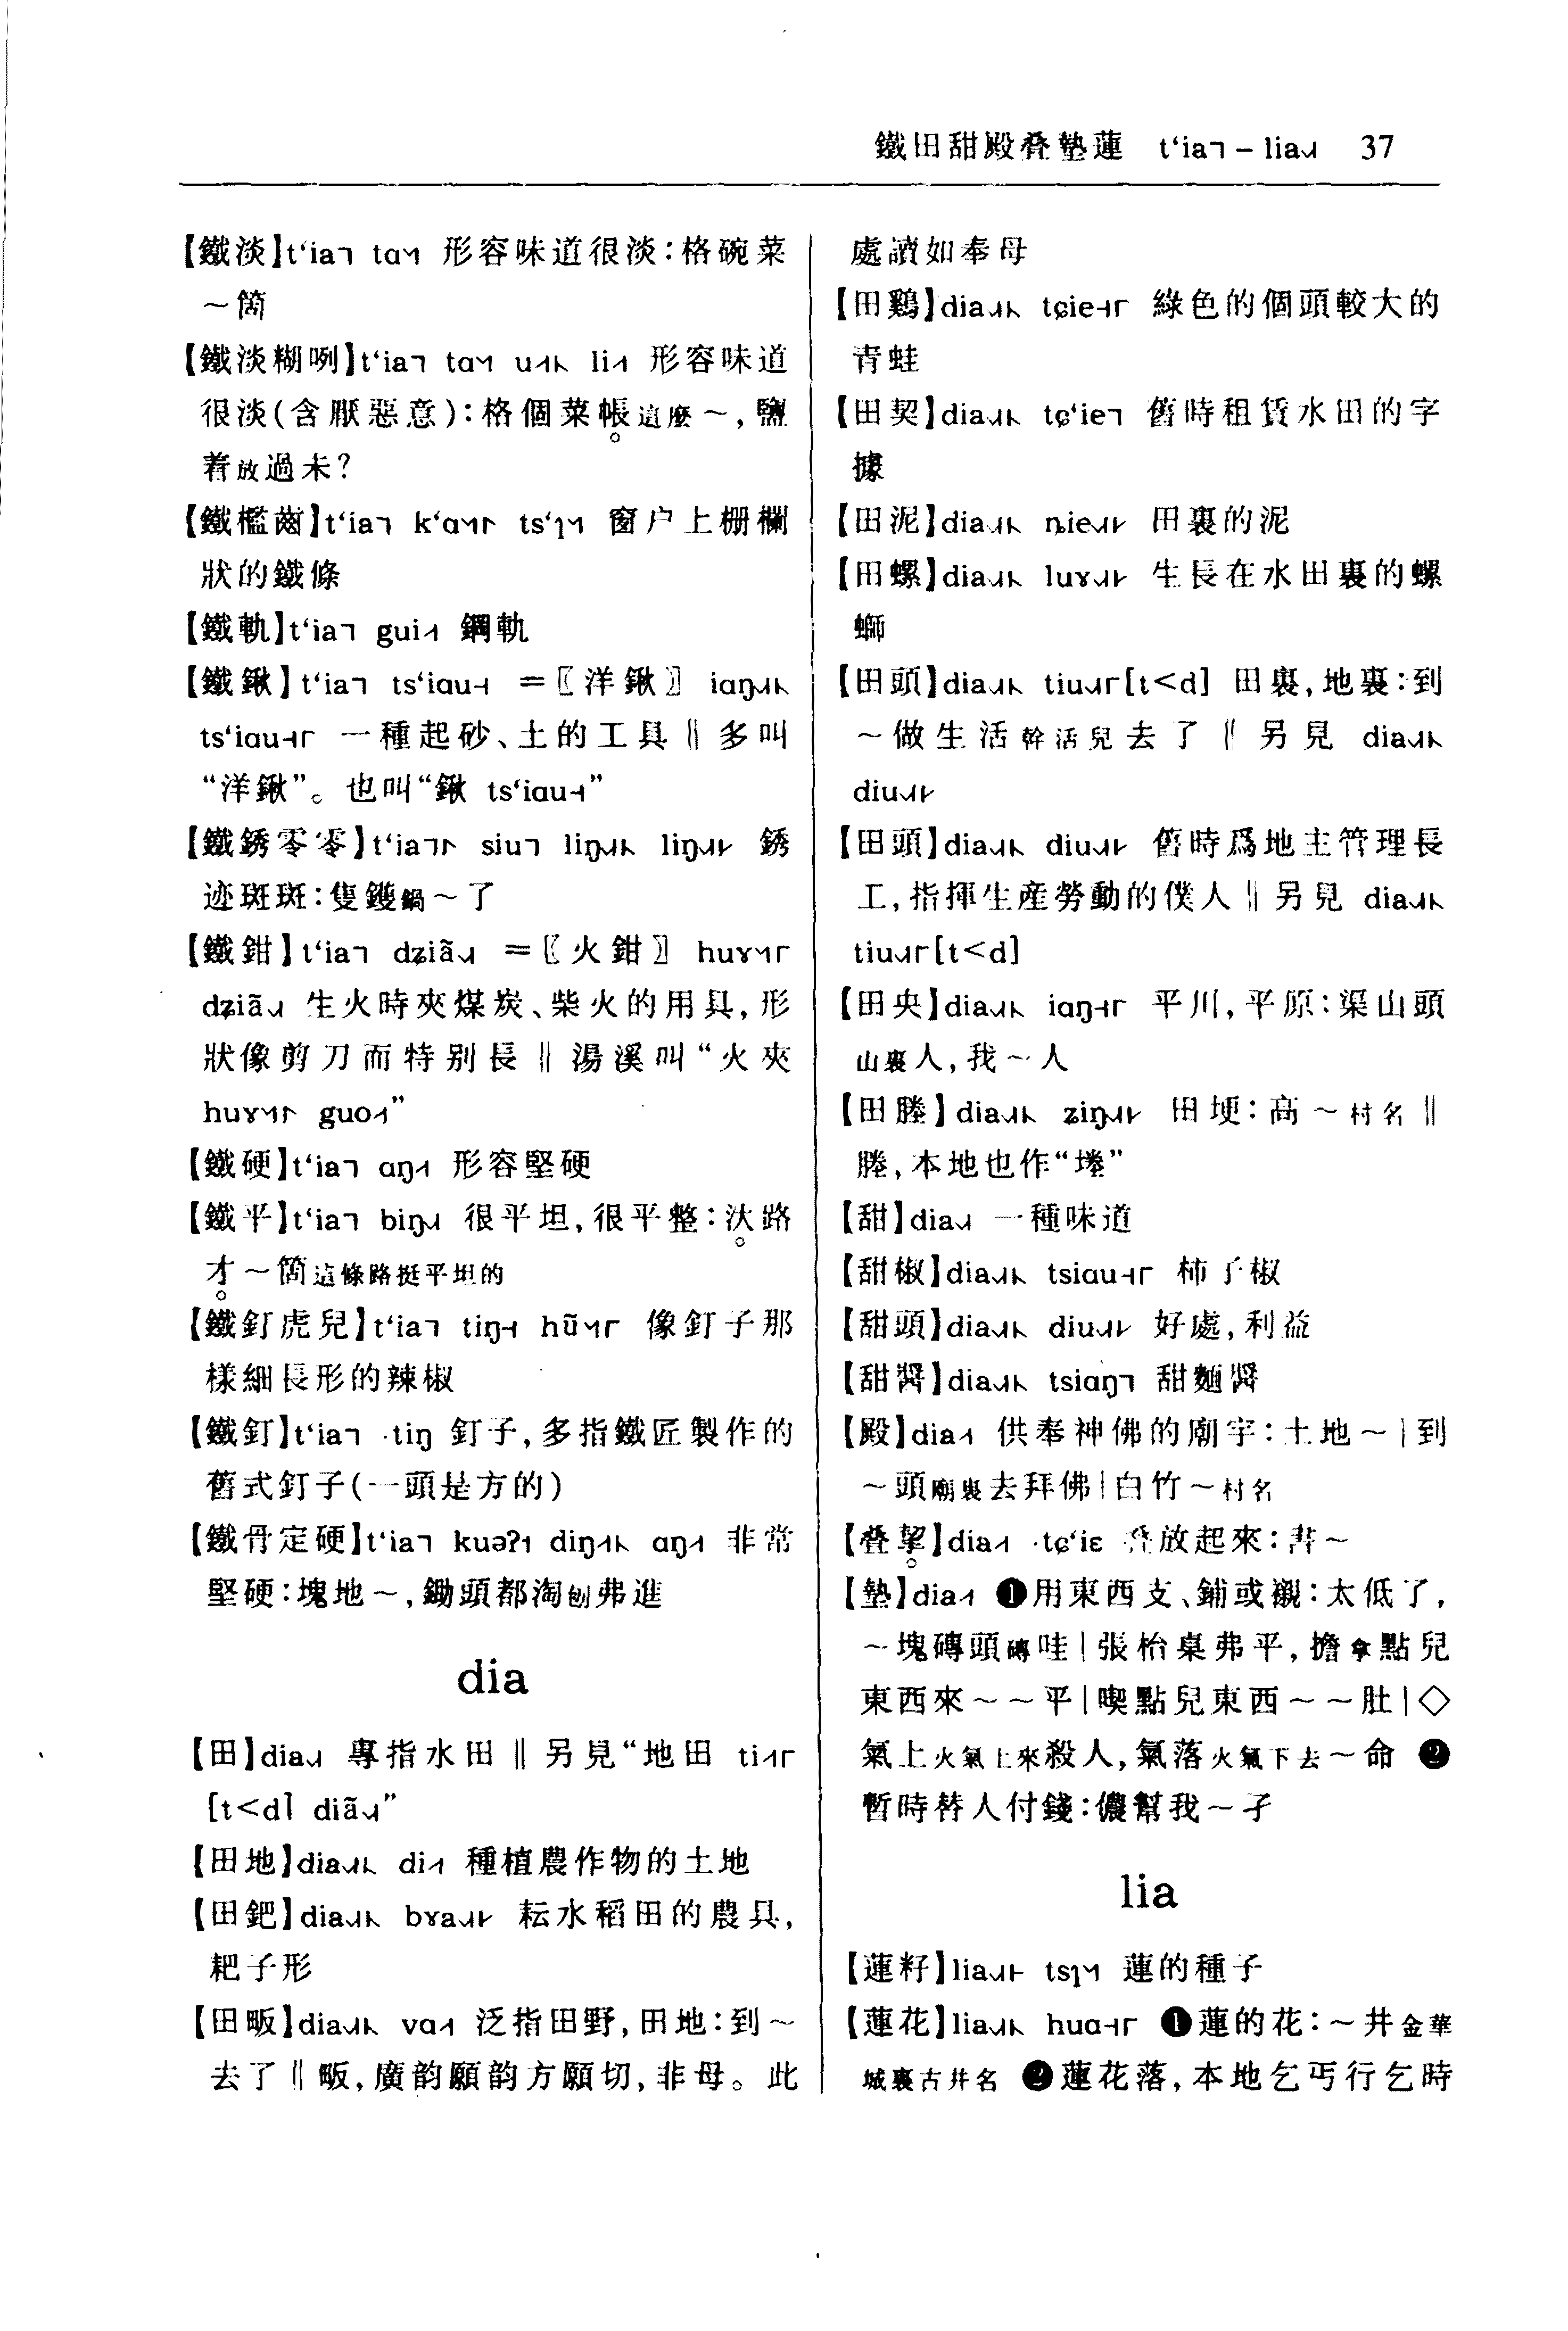 鐵田甜殿叠墊蓮 t‘ia˥ – lia˩˧ 37
【鐵淡】t‘ia tɑ 形容味道很淡:格碗菜
～箇
【鐵淡糊咧】t‘ia tɑ u li 形容味道
很淡(含厭惡意):格個菜帳這麼～,鹽
着放過未?
【鐵檻齒】t‘ia k‘ɑ ts‘ʅ 窗户上栅欄
狀的鐵條
【鐵軌】t‘ia gui 鋼軌
【鐵鍬】t‘ia ts‘iɑu =〖洋鍬〗 iɑŋ
ts‘iɑu 一種起砂、土的工具‖多叫
“洋鍬”。也叫“鍬 ts‘iɑu”
【鐵銹零零】t‘ia siu liŋ liŋ 銹
迹斑斑:隻鑊鍋～了
【鐵鉗】t‘ia dʑiã =〖火鉗〗 huɤ
dʑiã 生火時夾煤炭、柴火的用具,形
狀像剪刀而特别長‖湯溪叫“火夾
huɤ guo”
【鐵硬】t‘ia ɑŋ 形容堅硬
【鐵平】t‘ia biŋ 很平坦,很平整:汏路
才～箇這條路挺平坦的
【鐵釘虎兒】t‘ia tiŋ hũ 像釘子那
樣細長形的辣椒
【鐵釘】t‘ia ·tiŋ 釘子,多指鐵匠製作的
舊式釘子(一頭是方的)
【鐵骨定硬】t‘ia kuəʔ diŋ ɑŋ 非常
堅硬:塊地～,鋤頭都淘刨弗進
dia
【田】dia 專指水田‖另見“地田 ti
[t<d] diã”
【田地】dia di 種植農作物的土地
【田鈀】dia bɤa 耘水稻田的農具,
耙子形
【田畈】dia vɑ 泛指田野,田地:到～
去了‖畈,廣韵願韵方願切,非母。此
處讀如奉母
【田鷄】dia tɕie 綠色的個頭較大的
青蛙
【田契】dia tɕ‘ie 舊時租賃水田的字
據
【田泥】dia ȵie 田裏的泥
【田螺】dia luɤ 生長在水田裏的螺
螄
【田頭】dia tiu[t<d] 田裏,地裏:到
～做生活幹活兒去了‖另見 dia
diu
【田頭】dia diu 舊時爲地主管理長
工,指揮生産勞動的僕人‖另見 dia
tiu[t<d]
【田央】dia iɑŋ 平川,平原:渠山頭
山裏人,我～人
【田塍】dia ʑiŋ 田埂:高～村名‖
塍,本地也作“塖”
【甜】dia 一種味道
【甜椒】dia tsiɑu 柿子椒
【甜頭】dia diu 好處,利益
【甜醬】dia tsiɑŋ 甜麵醬
【殿】dia 供奉神佛的廟宇:土地～|到
～頭廟裏去拜佛|白竹～村名
【叠挐】dia ·tɕ‘iɛ 叠放起來:書～
【墊】dia ❶用東西支、鋪或襯:太低了,
～塊磚頭磚哇|張枱桌弗平,擔拿點兒
東西來～～平|喫點兒東西～～肚|◇
氣上火氣上來殺人,氣落火氣下去～命 ❷
暫時替人付錢:儂幫我～孑
lia
【蓮籽】lia tsʅ 蓮的種子
【蓮花】lia huɑ ❶蓮的花:～井金華
城裏古井名 ❷蓮花落,本地乞丐行乞時